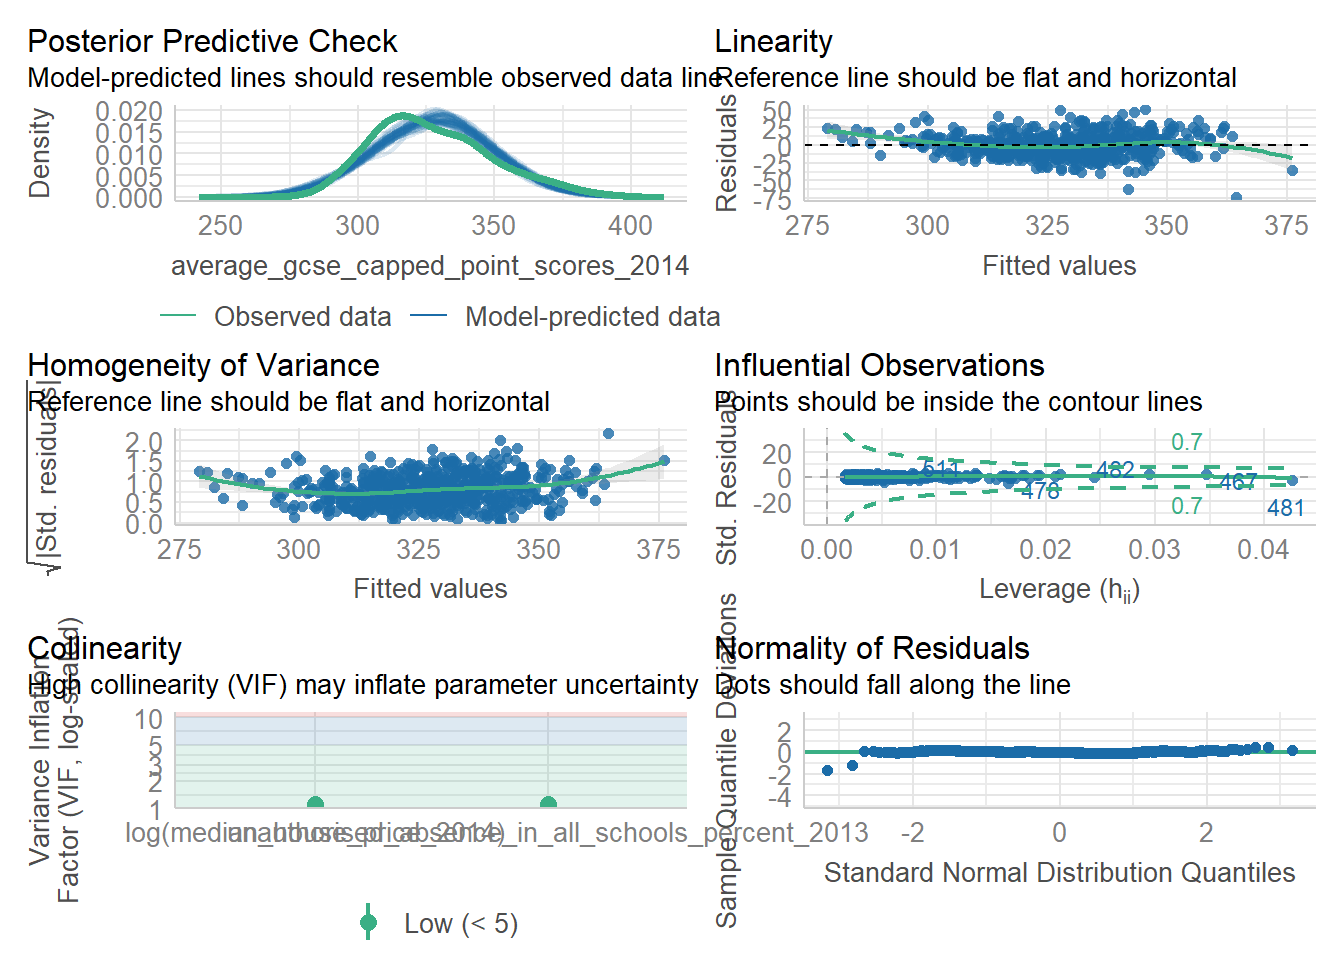 Posterior Predictive Check
Model-predicted lines should resemble observed data line
Density
0.020
0.015
0.010
0.005
0.000
250 300 350 400
average_gcse_capped_point_scores_2014
Observed data Model-predicted data
Linearity
Reference line should be flat and horizontal
Residuals
50
25
0
-25
-50
-75
275 300 325 350 375
Fitted values
Homogeneity of Variance
Reference line should be flat and horizontal
√|Std. residuals|
2.0
1.5
1.0
0.5
0.0
275 300 325 350 375
Fitted values
Influential Observations
Points should be inside the contour lines
Std. Residuals
20
0
-20
0.7
511
482
478
467
481
0.7
0.00 0.01 0.02 0.03 0.04
Leverage (hii)
Collinearity
High collinearity (VIF) may inflate parameter uncertainty
Variance Inflation
Factor (VIF, log-scaled)
10
5
3
2
1
log(median_house_price_2014)
unauthorised_absence_in_all_schools_percent_2013
Low (< 5)
Normality of Residuals
Dots should fall along the line
Sample Quantile Deviations
2
0
-2
-4
-2 0 2
Standard Normal Distribution Quantiles